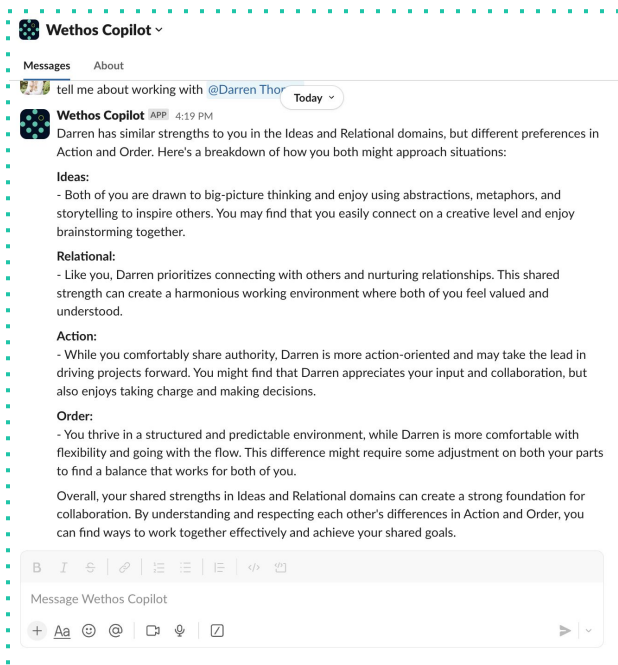 Wethos Copilot
Messages About
tell me about working with @Darren
Today
Wethos Copilot APP 4:19 PM
Darren has similar strengths to you in the Ideas and Relational domains, but different preferences in
Action and Order. Here's a breakdown of how you both might approach situations:
Ideas:
- Both of you are drawn to big-picture thinking and enjoy using abstractions, metaphors, and
storytelling to inspire others. You may find that you easily connect on a creative level and enjoy
brainstorming together.
Relational:
- Like you, Darren prioritizes connecting with others and nurturing relationships. This shared
strength can create a harmonious working environment where both of you feel valued and
understood.
Action:
- While you comfortably share authority, Darren is more action-oriented and may take the lead in
driving projects forward. You might find that Darren appreciates your input and collaboration, but
also enjoys taking charge and making decisions.
Order:
- You thrive in a structured and predictable environment, while Darren is more comfortable with
flexibility and going with the flow. This difference might require some adjustment on both your parts
to find a balance that works for both of you.
Overall, your shared strengths in Ideas and Relational domains can create a strong foundation for
collaboration. By understanding and respecting each other's differences in Action and Order, you
can find ways to work together effectively and achieve your shared goals.
B I S
Message Wethos Copilot
+ Aa @